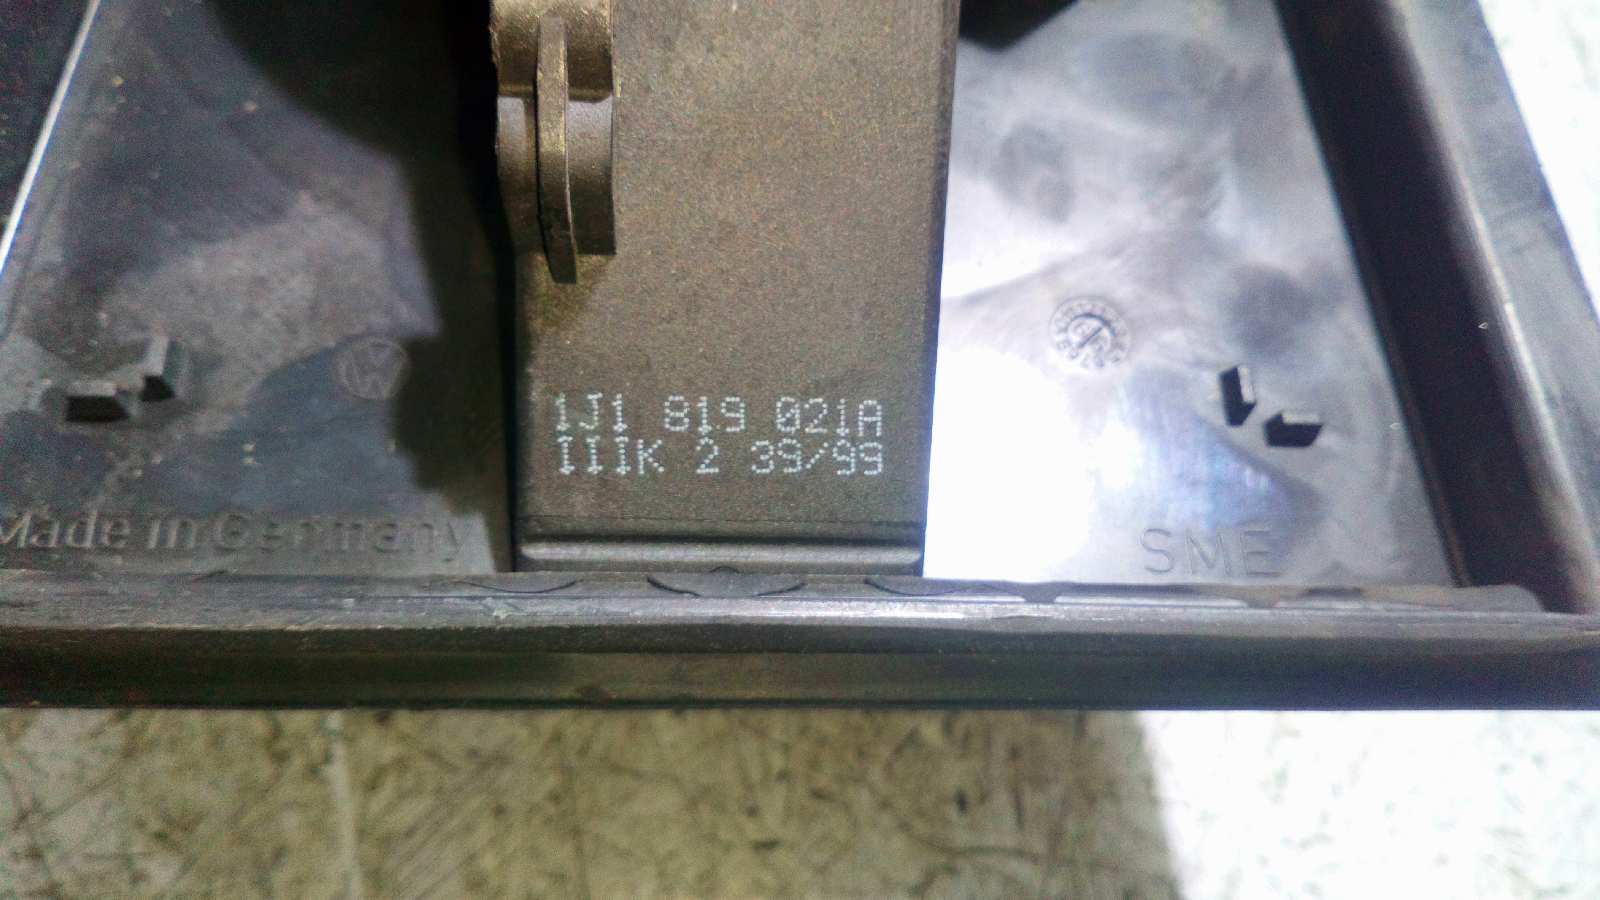 1J1 819 021A
IIIK 2 39/99
Made in Germany
SME